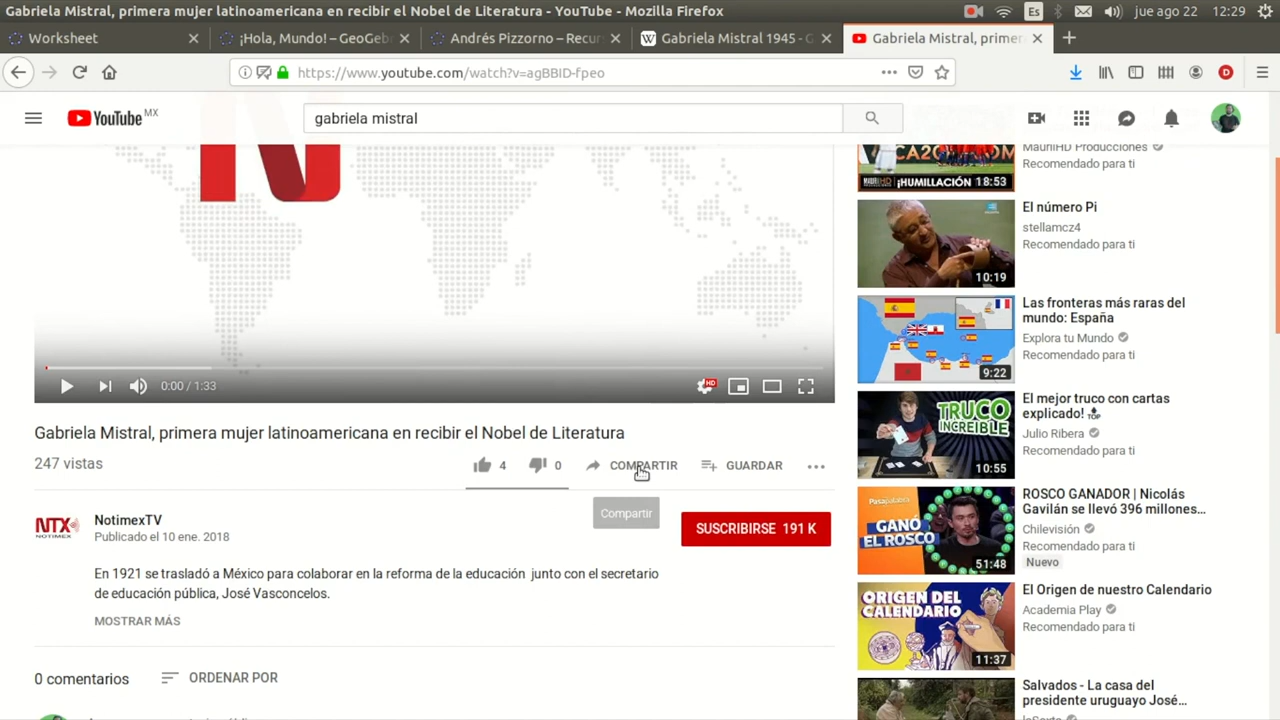 Gabriela Mistral, primera mujer latinoamericana en recibir el Nobel de Literatura - YouTube - Mozilla Firefox
Es
jue ago 22
12:29
Worksheet
¡Hola, Mundo! – GeoGeb
Andrés Pizzorno – Recur
W
Gabriela Mistral 1945 - G
Gabriela Mistral, primer
https://www.youtube.com/watch?v=agBBID-fpeo
D
YouTube MX
gabriela mistral
0:00 / 1:33
HD
Gabriela Mistral, primera mujer latinoamericana en recibir el Nobel de Literatura
247 vistas
4
0
COMPARTIR
GUARDAR
Compartir
NTX
NOTIMEX
NotimexTV
Publicado el 10 ene. 2018
SUSCRIBIRSE 191 K
En 1921 se trasladó a México para colaborar en la reforma de la educación junto con el secretario
de educación pública, José Vasconcelos.
MOSTRAR MÁS
0 comentarios
ORDENAR POR
MauriHD Producciones
Recomendado para ti
¡HUMILLACIÓN
18:53
El número Pi
stellamcz4
Recomendado para ti
10:19
Las fronteras más raras del
mundo: España
Explora tu Mundo
Recomendado para ti
9:22
El mejor truco con cartas
explicado! TOP
Julio Ribera
Recomendado para ti
TRUCO
INCREIBLE
10:55
ROSCO GANADOR | Nicolás
Gavilán se llevó 396 millones...
Chilevisión
Recomendado para ti
Nuevo
Pasapalabra
GANÓ
EL ROSCO
51:48
El Origen de nuestro Calendario
Academia Play
Recomendado para ti
ORIGEN DEL
CALENDARIO
11:37
Salvados - La casa del
presidente uruguayo José...